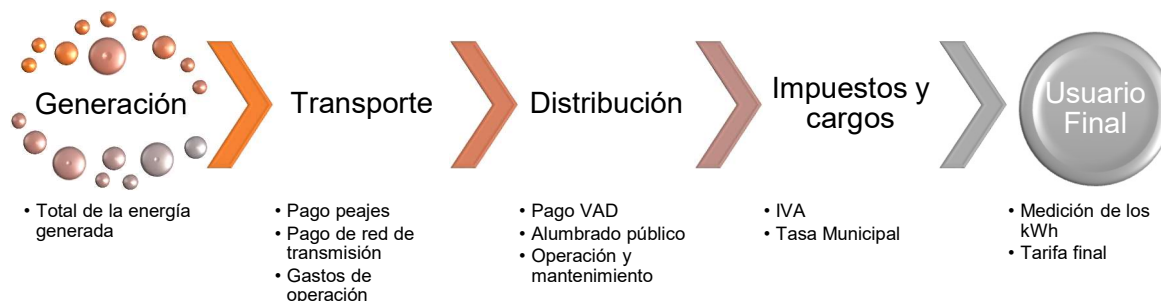 Generación
Transporte
Distribución
Impuestos y
cargos
Usuario
Final
• Total de la energía
generada
• Pago peajes
• Pago de red de
transmisión
• Gastos de
operación
• Pago VAD
• Alumbrado público
• Operación y
mantenimiento
• IVA
• Tasa Municipal
• Medición de los
kWh
• Tarifa final